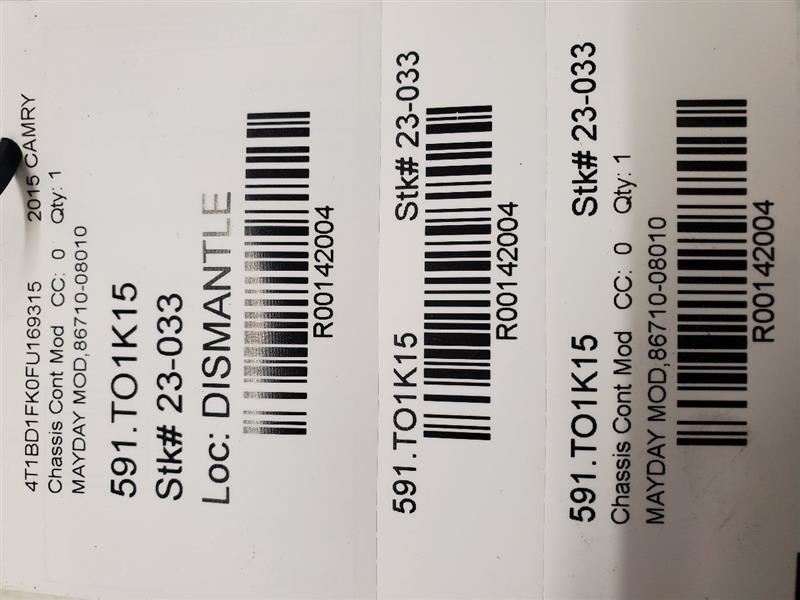 4T1BD1FK0FU169315 2015 CAMRY
Chassis Cont Mod CC: 0 Qty: 1
MAYDAY MOD,86710-08010
591.TO1K15
Stk# 23-033
Loc: DISMANTLE
R00142004
591.TO1K15 Stk# 23-033
R00142004
591.TO1K15 Stk# 23-033
Chassis Cont Mod CC: 0 Qty: 1
MAYDAY MOD,86710-08010
R00142004